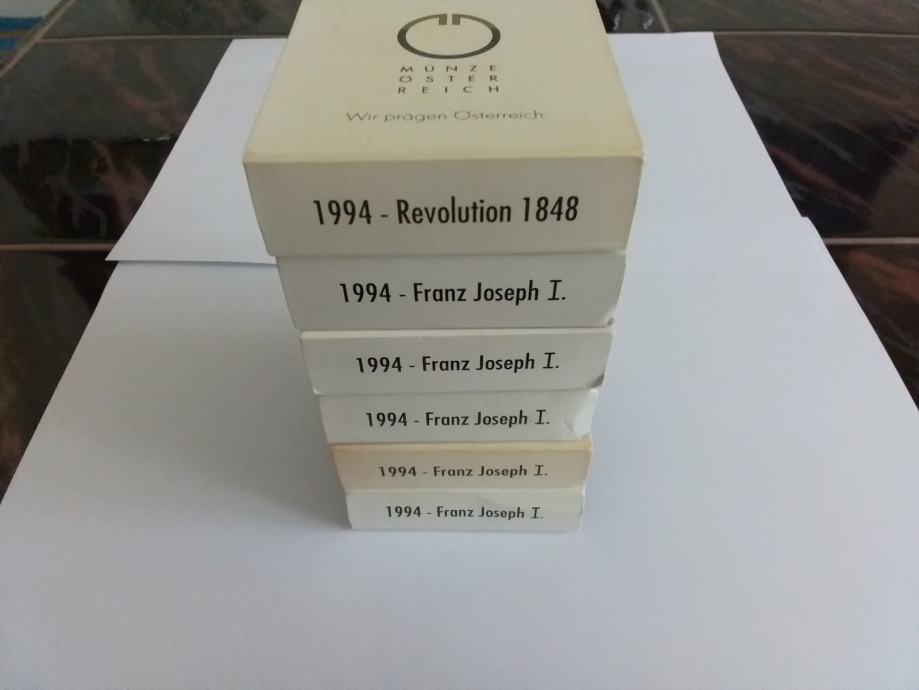 MÜNZE
ÖSTER
REICH
Wir prägen Österreich.
1994 - Revolution 1848
1994 - Franz Joseph I.
1994 - Franz Joseph I.
1994 - Franz Joseph I.
1994 - Franz Joseph I.
1994 - Franz Joseph I.